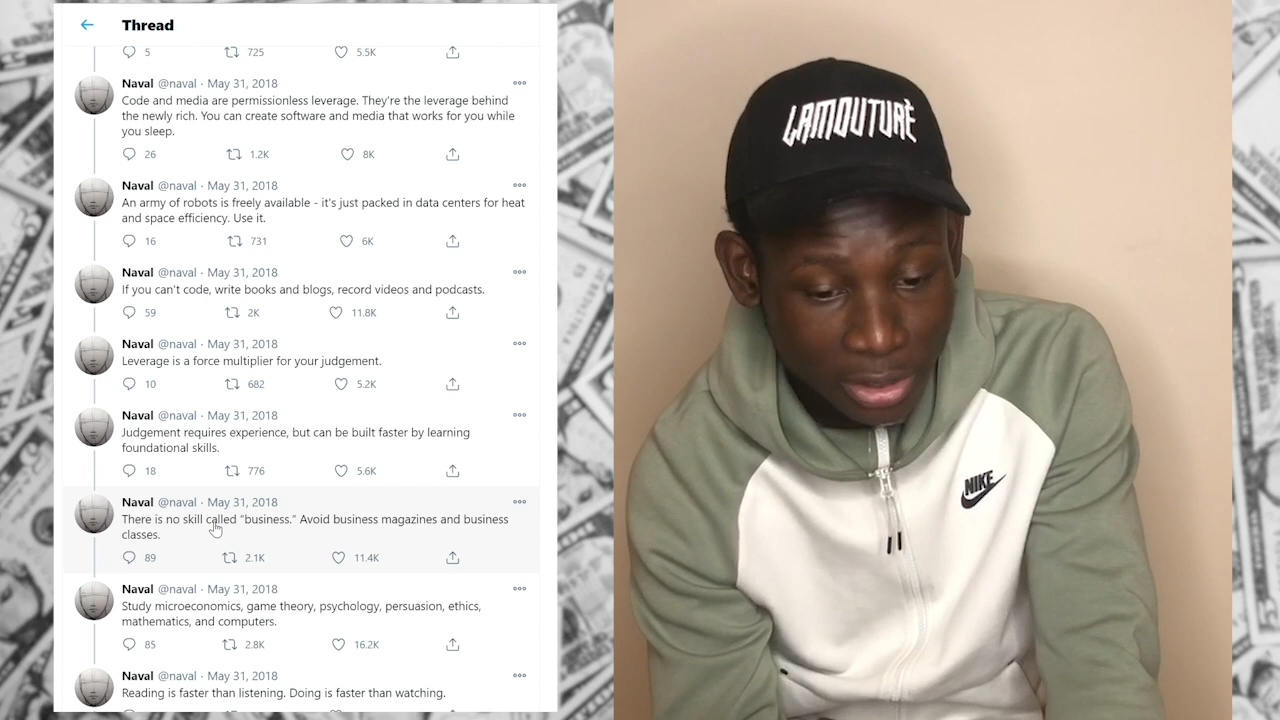 Thread
5 725 5.5K
Naval @naval · May 31, 2018
Code and media are permissionless leverage. They're the leverage behind
the newly rich. You can create software and media that works for you while
you sleep.
26 1.2K 8K
Naval @naval · May 31, 2018
An army of robots is freely available - it's just packed in data centers for heat
and space efficiency. Use it.
16 731 6K
Naval @naval · May 31, 2018
If you can't code, write books and blogs, record videos and podcasts.
59 2K 11.8K
Naval @naval · May 31, 2018
Leverage is a force multiplier for your judgement.
10 682 5.2K
Naval @naval · May 31, 2018
Judgement requires experience, but can be built faster by learning
foundational skills.
18 776 5.6K
Naval @naval · May 31, 2018
There is no skill called “business.” Avoid business magazines and business
classes.
89 2.1K 11.4K
Naval @naval · May 31, 2018
Study microeconomics, game theory, psychology, persuasion, ethics,
mathematics, and computers.
85 2.8K 16.2K
Naval @naval · May 31, 2018
Reading is faster than listening. Doing is faster than watching.
LAMOUTURÈ
NIKE